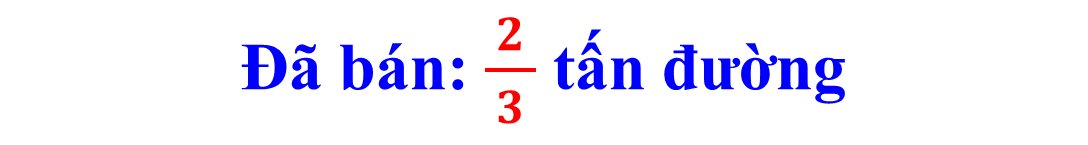 Đã bán: 2/3 tấn đường